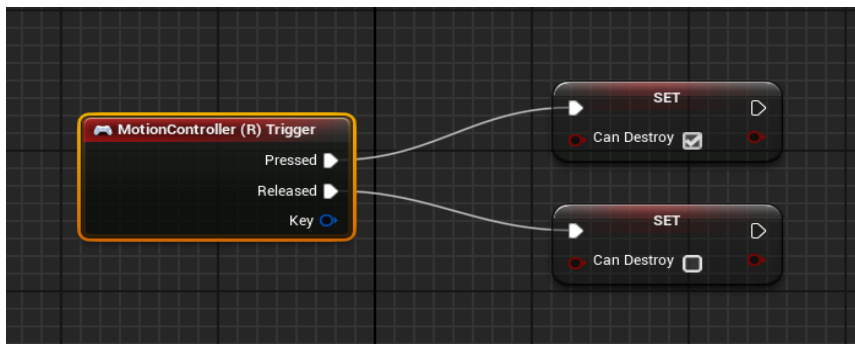 MotionController (R) Trigger
Pressed
Released
Key
SET
Can Destroy
SET
Can Destroy